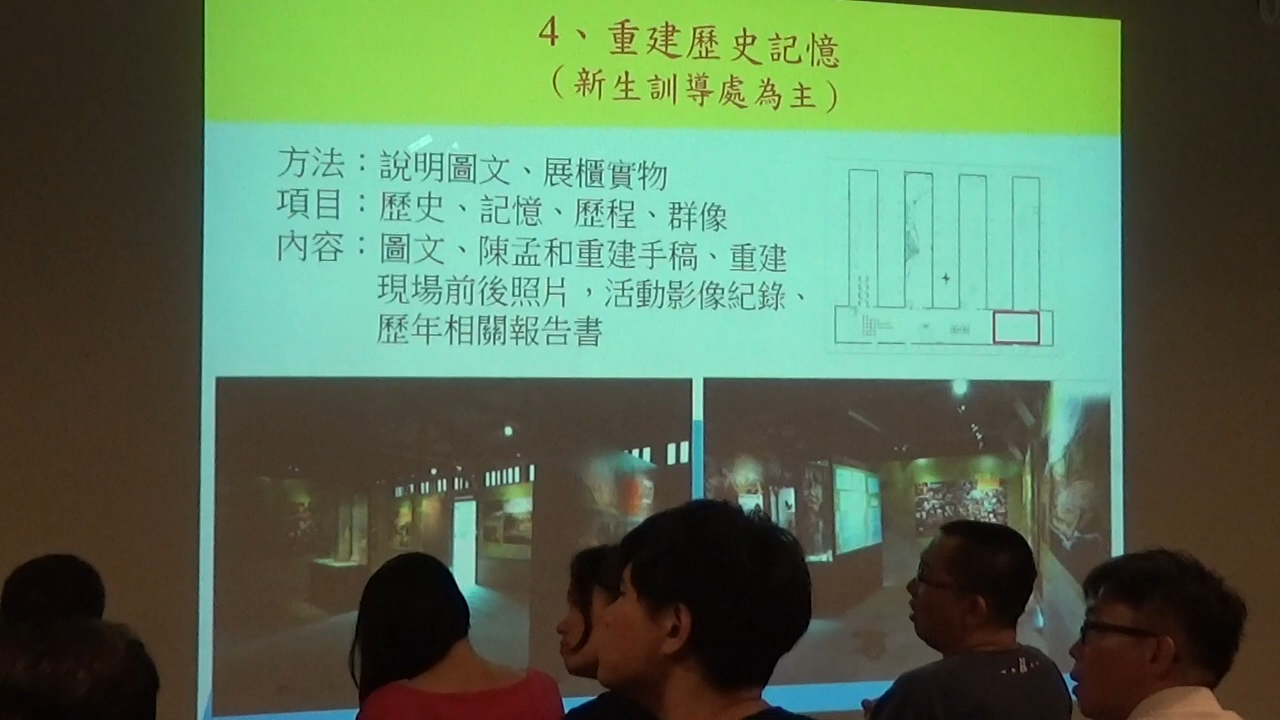 4、重建歷史記憶
（新生訓導處為主）
方法：說明圖文、展櫃實物
項目：歷史、記憶、歷程、群像
內容：圖文、陳孟和重建手稿、重建
現場前後照片，活動影像紀錄、
歷年相關報告書